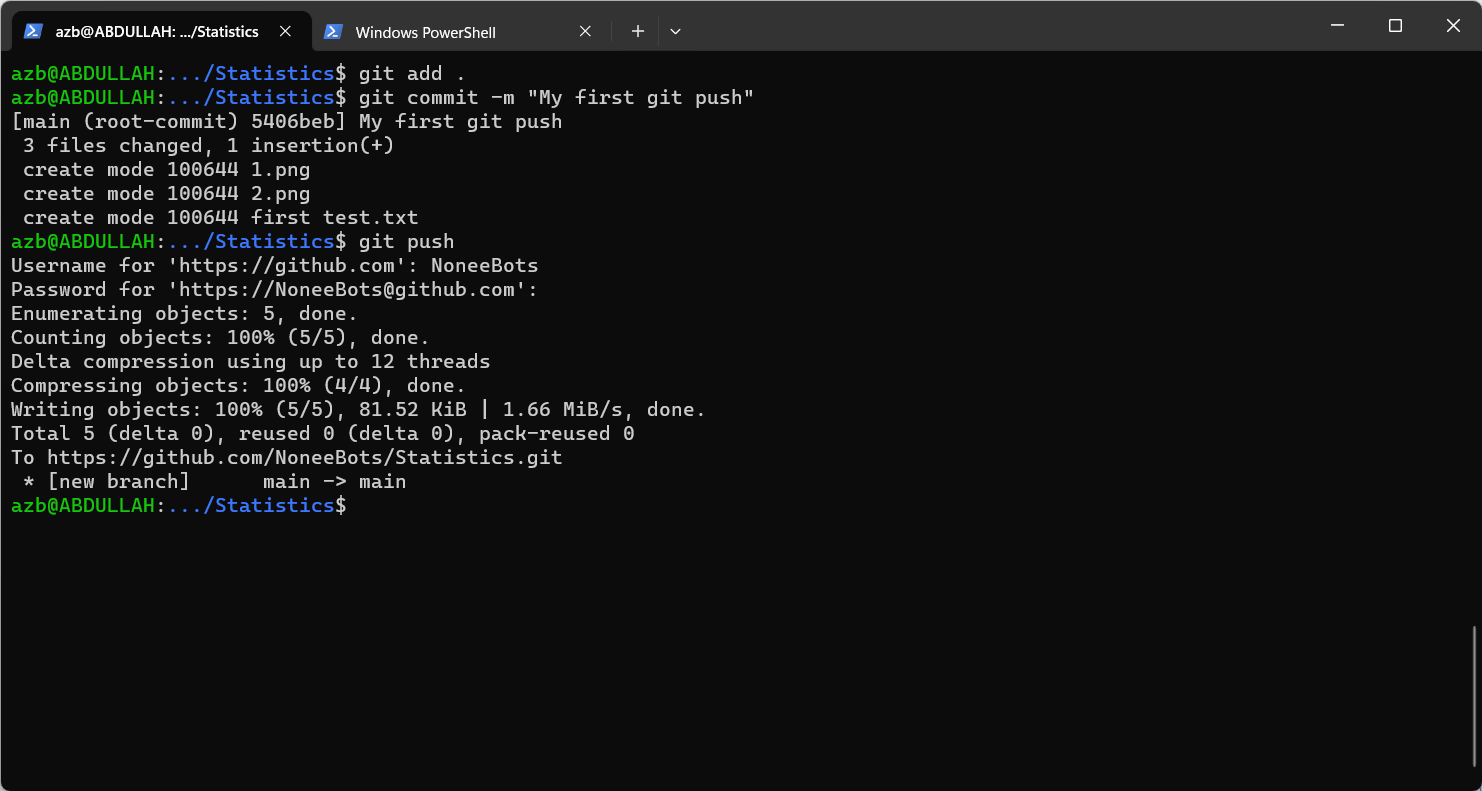 azb@ABDULLAH: .../Statistics
Windows PowerShell
azb@ABDULLAH:.../Statistics$ git add .
azb@ABDULLAH:.../Statistics$ git commit -m "My first git push"
[main (root-commit) 5406beb] My first git push
 3 files changed, 1 insertion(+)
 create mode 100644 1.png
 create mode 100644 2.png
 create mode 100644 first test.txt
azb@ABDULLAH:.../Statistics$ git push
Username for 'https://github.com': NoneeBots
Password for 'https://NoneeBots@github.com':
Enumerating objects: 5, done.
Counting objects: 100% (5/5), done.
Delta compression using up to 12 threads
Compressing objects: 100% (4/4), done.
Writing objects: 100% (5/5), 81.52 KiB | 1.66 MiB/s, done.
Total 5 (delta 0), reused 0 (delta 0), pack-reused 0
To https://github.com/NoneeBots/Statistics.git
 * [new branch]      main -> main
azb@ABDULLAH:.../Statistics$